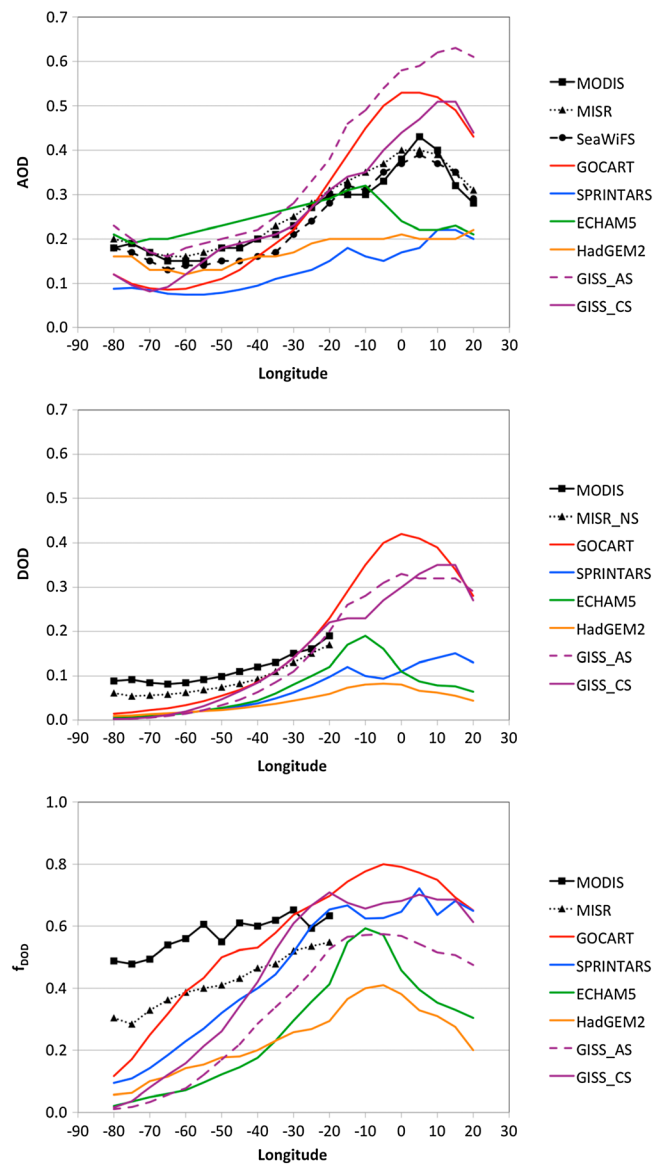 0.7
0.6
0.5
0.4
0.3
0.2
0.1
0.0
AOD
-90 -80 -70 -60 -50 -40 -30 -20 -10 0 10 20 30
Longitude
MODIS
MISR
SeaWiFS
GOCART
SPRINTARS
ECHAM5
HadGEM2
GISS_AS
GISS_CS
0.7
0.6
0.5
0.4
0.3
0.2
0.1
0.0
DOD
-90 -80 -70 -60 -50 -40 -30 -20 -10 0 10 20 30
Longitude
MODIS
MISR_NS
GOCART
SPRINTARS
ECHAM5
HadGEM2
GISS_AS
GISS_CS
1.0
0.8
0.6
0.4
0.2
0.0
fDOD
-90 -80 -70 -60 -50 -40 -30 -20 -10 0 10 20 30
Longitude
MODIS
MISR
GOCART
SPRINTARS
ECHAM5
HadGEM2
GISS_AS
GISS_CS